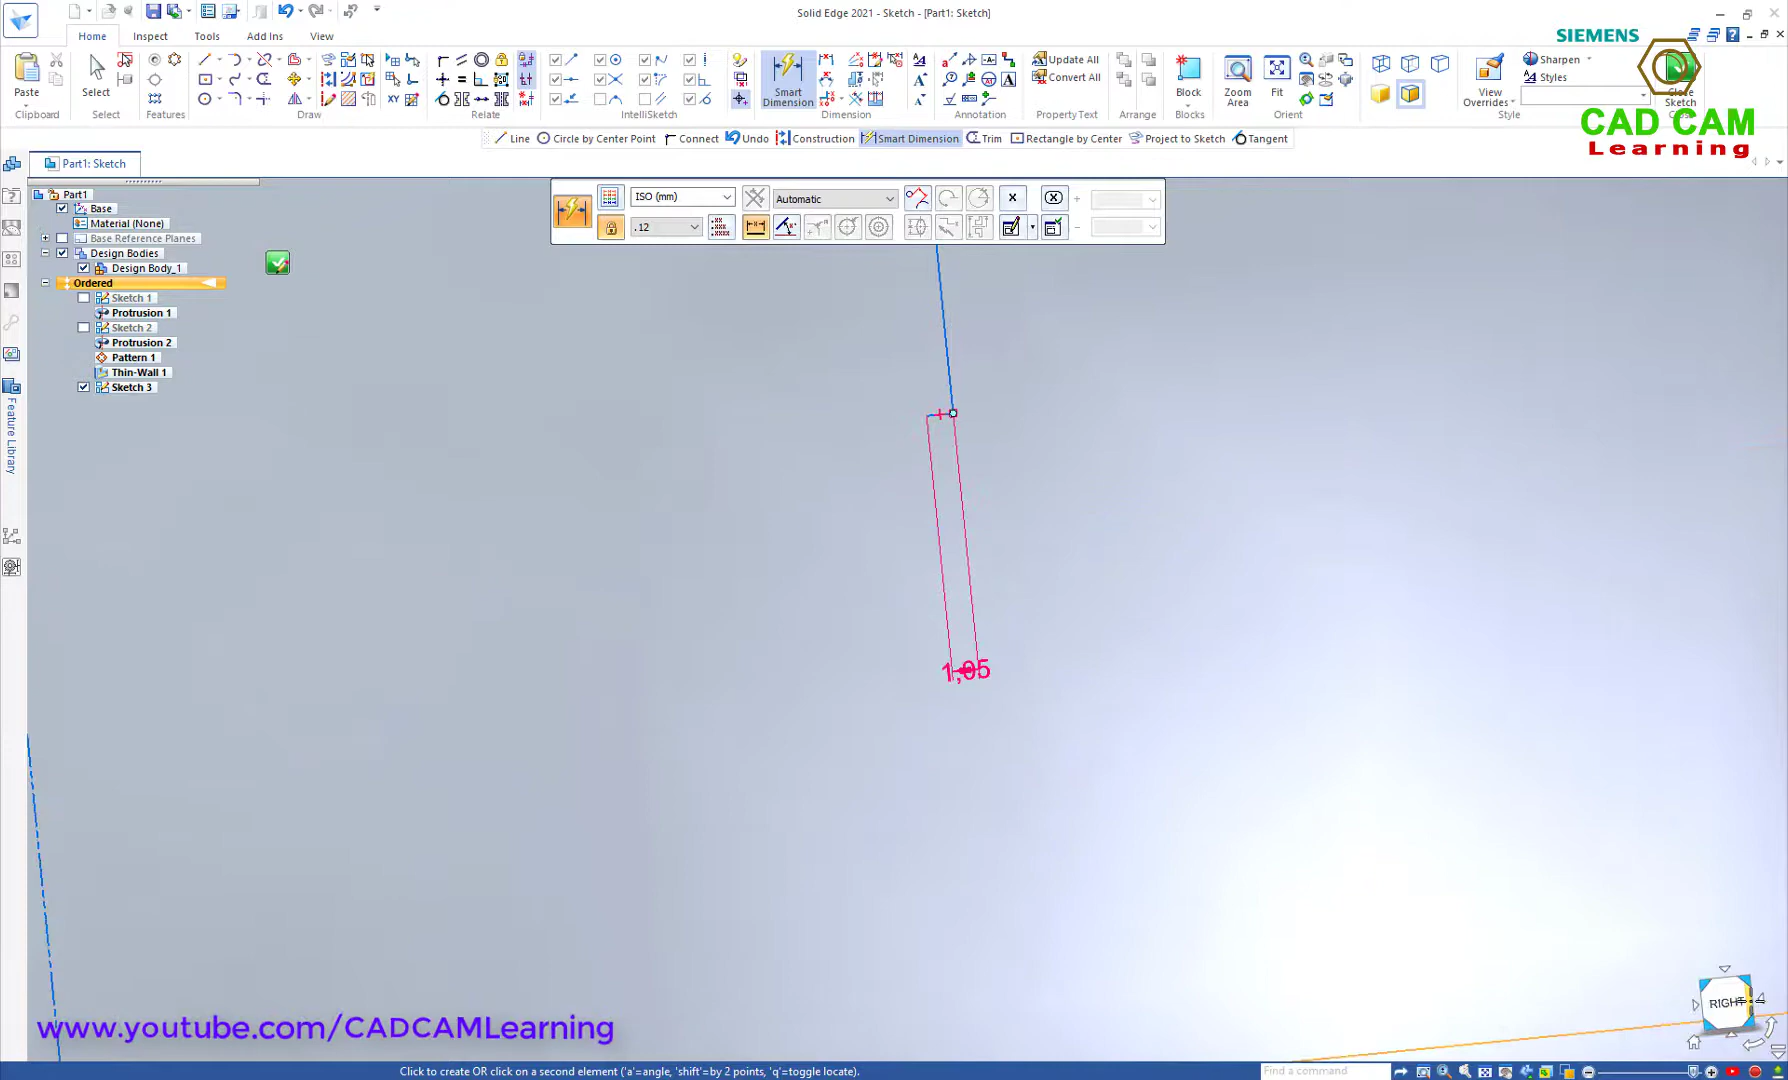 Solid Edge 2021 - Sketch - [Part1: Sketch]
Home Inspect Tools Add Ins View
SIEMENS
Paste
Clipboard
Select
Select
Features
Draw
Relate
IntelliSketch
Smart Dimension
Dimension
Annotation
Update All
Convert All
Property Text
Arrange
Block
Blocks
Zoom Area
Fit
Orient
View Overrides
Sharpen
Styles
Style
Sketch
CAD CAM
Learning
Line Circle by Center Point Connect Undo Construction Smart Dimension Trim Rectangle by Center Project to Sketch Tangent
Part1: Sketch
ISO (mm)
Automatic
.12
Part1
Base
Material (None)
Base Reference Planes
Design Bodies
Design Body_1
Ordered
Sketch 1
Protrusion 1
Sketch 2
Protrusion 2
Pattern 1
Thin-Wall 1
Sketch 3
Feature Library
1,05
RIGHT
www.youtube.com/CADCAMLearning
Click to create OR click on a second element ('a'=angle, 'shift'=by 2 points, 'q'=toggle locate).
Find a command